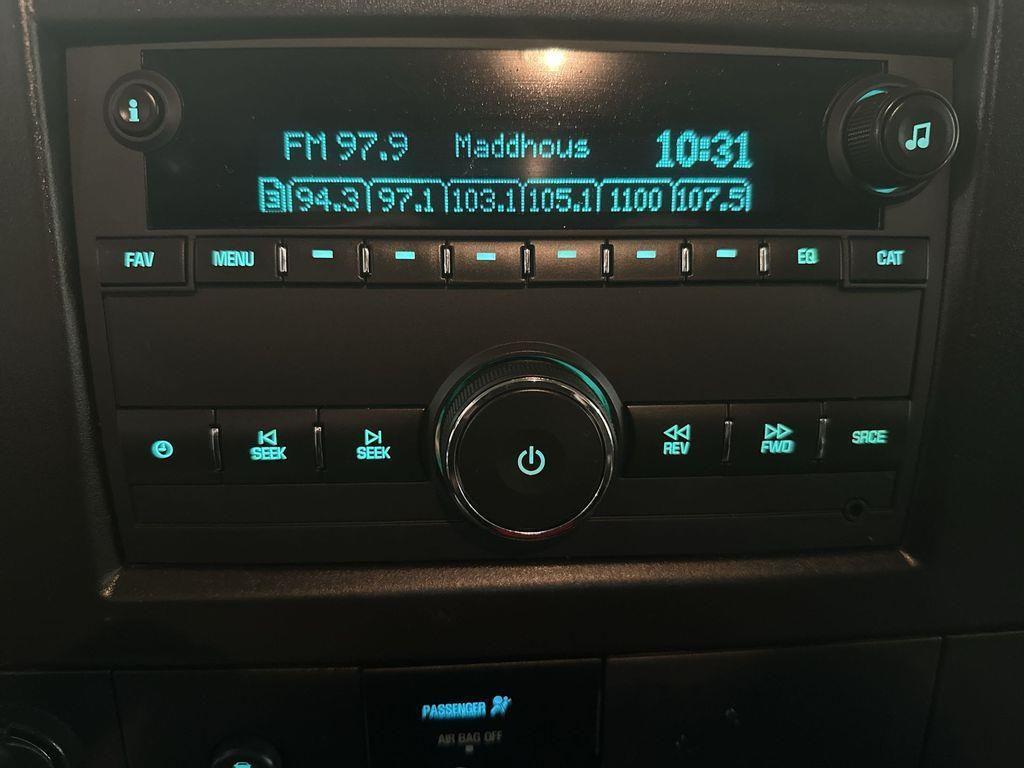 i
FM 97.9 Maddhous 10:31
3 94.3 97.1 103.1 105.1 1100 107.5
FAV MENU EQ CAT
SEEK SEEK REV FWD SRCE
PASSENGER
AIR BAG OFF